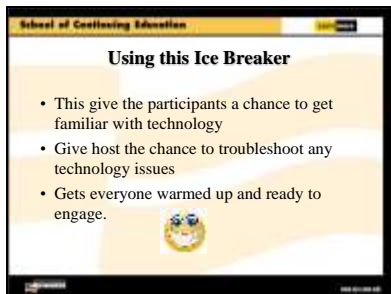 School of Continuing Education
Using this Ice Breaker
• This give the participants a chance to get
familiar with technology
• Give host the chance to troubleshoot any
technology issues
• Gets everyone warmed up and ready to
engage.